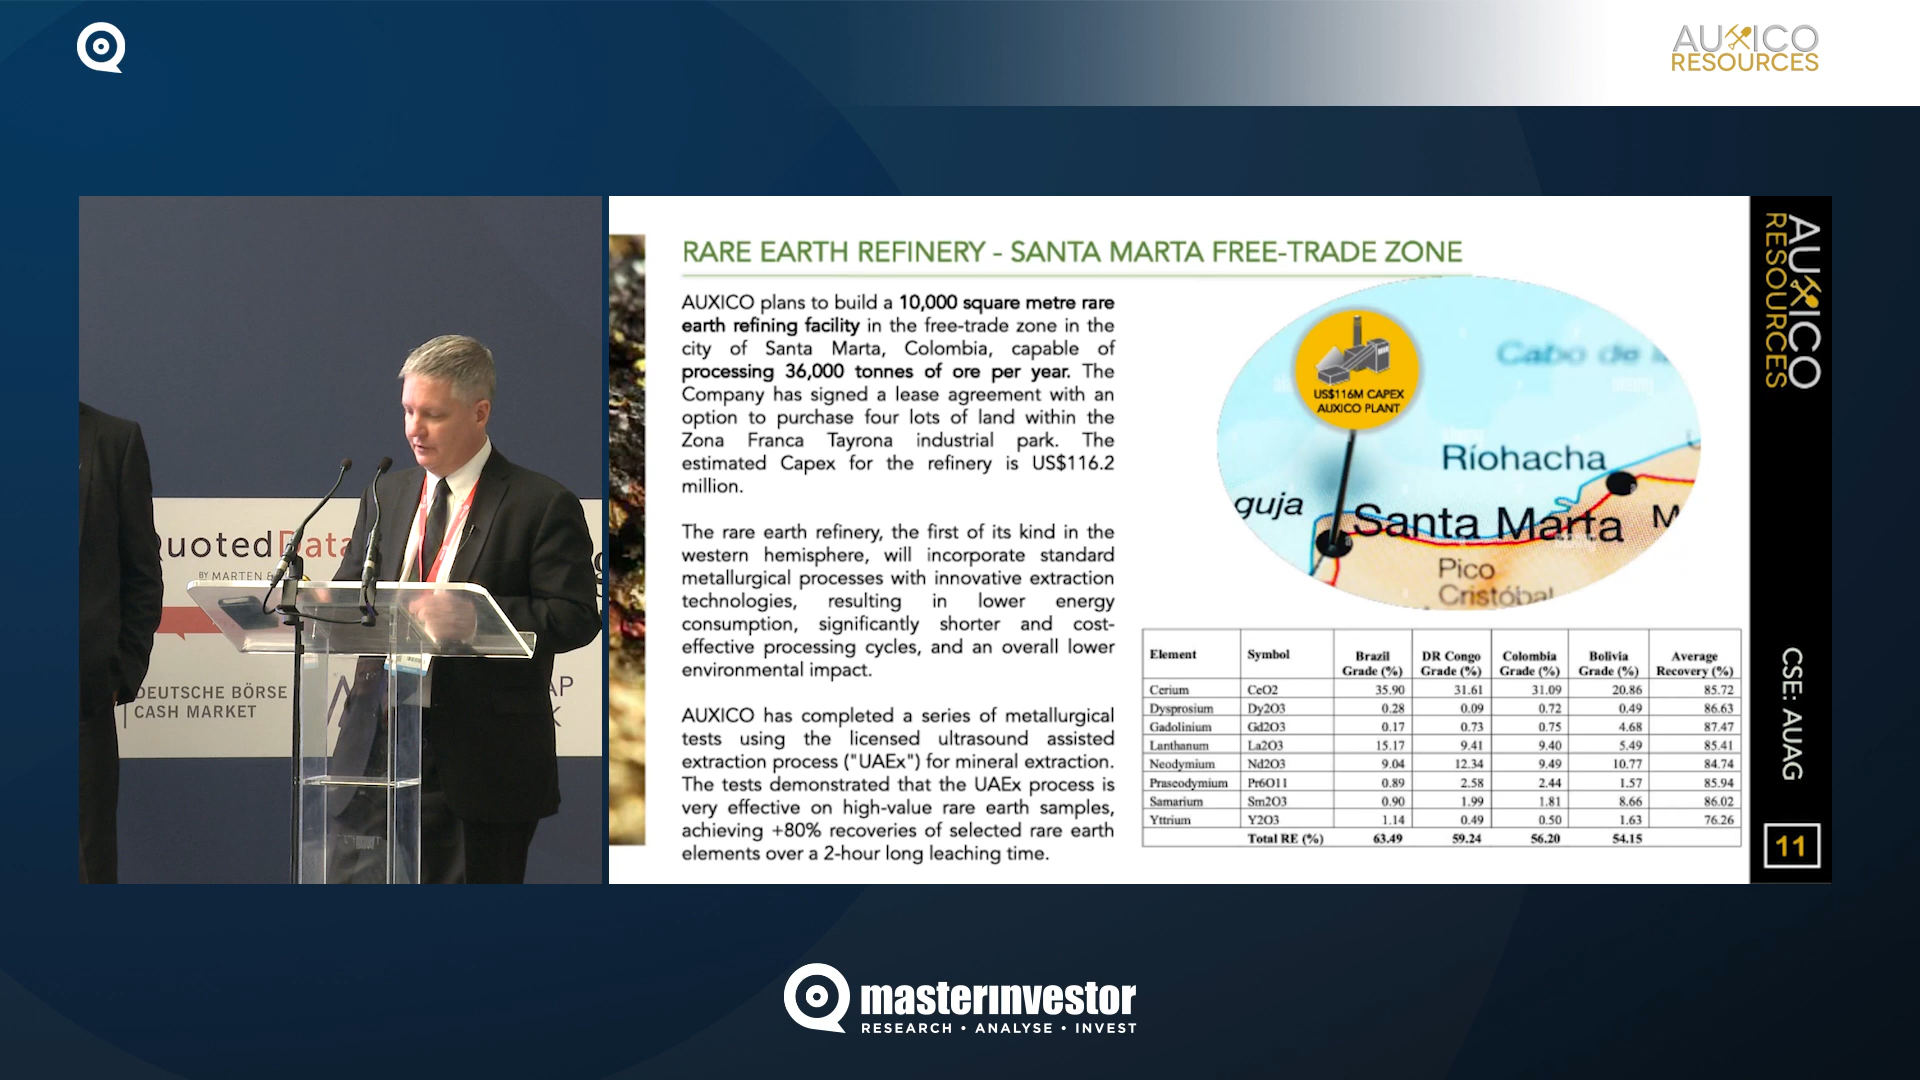 AUXICO
RESOURCES
uotedData
BY MARTEN &
DEUTSCHE BÖRSE
CASH MARKET
AP
K
RARE EARTH REFINERY - SANTA MARTA FREE-TRADE ZONE
AUXICO plans to build a 10,000 square metre rare
earth refining facility in the free-trade zone in the
city of Santa Marta, Colombia, capable of
processing 36,000 tonnes of ore per year. The
Company has signed a lease agreement with an
option to purchase four lots of land within the
Zona Franca Tayrona industrial park. The
estimated Capex for the refinery is US$116.2
million.
The rare earth refinery, the first of its kind in the
western hemisphere, will incorporate standard
metallurgical processes with innovative extraction
technologies, resulting in lower energy
consumption, significantly shorter and cost-
effective processing cycles, and an overall lower
environmental impact.
AUXICO has completed a series of metallurgical
tests using the licensed ultrasound assisted
extraction process ("UAEx") for mineral extraction.
The tests demonstrated that the UAEx process is
very effective on high-value rare earth samples,
achieving +80% recoveries of selected rare earth
elements over a 2-hour long leaching time.
US$116M CAPEX
AUXICO PLANT
Cabo de l
Ríohacha
guja
Santa Marta M
Pico
Cristóbal
Element Symbol Brazil Grade (%) DR Congo Grade (%) Colombia Grade (%) Bolivia Grade (%) Average Recovery (%)
Cerium CeO2 35.90 31.61 31.09 20.86 85.72
Dysprosium Dy2O3 0.28 0.09 0.72 0.49 86.63
Gadolinium Gd2O3 0.17 0.73 0.75 4.68 87.47
Lanthanum La2O3 15.17 9.41 9.40 5.49 85.41
Neodymium Nd2O3 9.04 12.34 9.49 10.77 84.74
Praseodymium Pr6O11 0.89 2.58 2.44 1.57 85.94
Samarium Sm2O3 0.90 1.99 1.81 8.66 86.02
Yttrium Y2O3 1.14 0.49 0.50 1.63 76.26
Total RE (%) 63.49 59.24 56.20 54.15
AUXICO
RESOURCES
CSE: AUAG
11
masterınvestor
RESEARCH • ANALYSE • INVEST